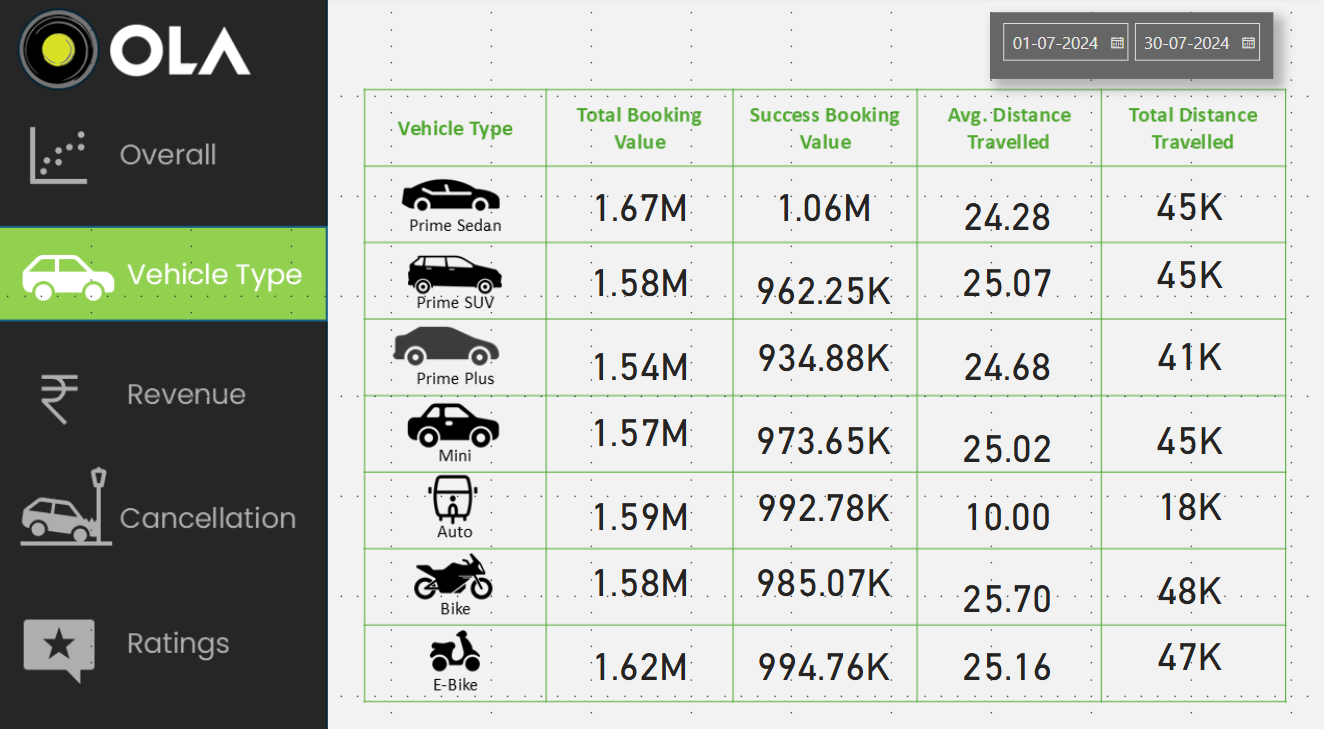 OLA
Overall
Vehicle Type
Revenue
Cancellation
Ratings
01-07-2024 30-07-2024
Vehicle Type Total Booking Value Success Booking Value Avg. Distance Travelled Total Distance Travelled
Prime Sedan 1.67M 1.06M 24.28 45K
Prime SUV 1.58M 962.25K 25.07 45K
Prime Plus 1.54M 934.88K 24.68 41K
Mini 1.57M 973.65K 25.02 45K
Auto 1.59M 992.78K 10.00 18K
Bike 1.58M 985.07K 25.70 48K
E-Bike 1.62M 994.76K 25.16 47K